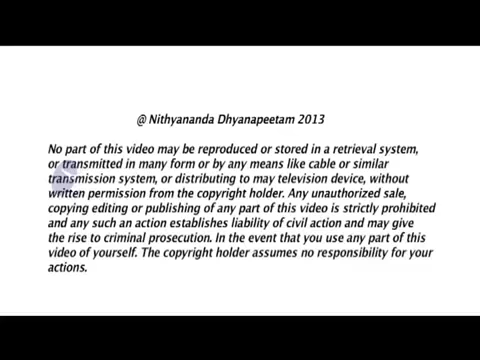 @ Nithyananda Dhyanapeetam 2013
No part of this video may be reproduced or stored in a retrieval system,
or transmitted in many form or by any means like cable or similar
transmission system, or distributing to may television device, without
written permission from the copyright holder. Any unauthorized sale,
copying editing or publishing of any part of this video is strictly prohibited
and any such an action establishes liability of civil action and may give
the rise to criminal prosecution. In the event that you use any part of this
video of yourself. The copyright holder assumes no responsibility for your
actions.